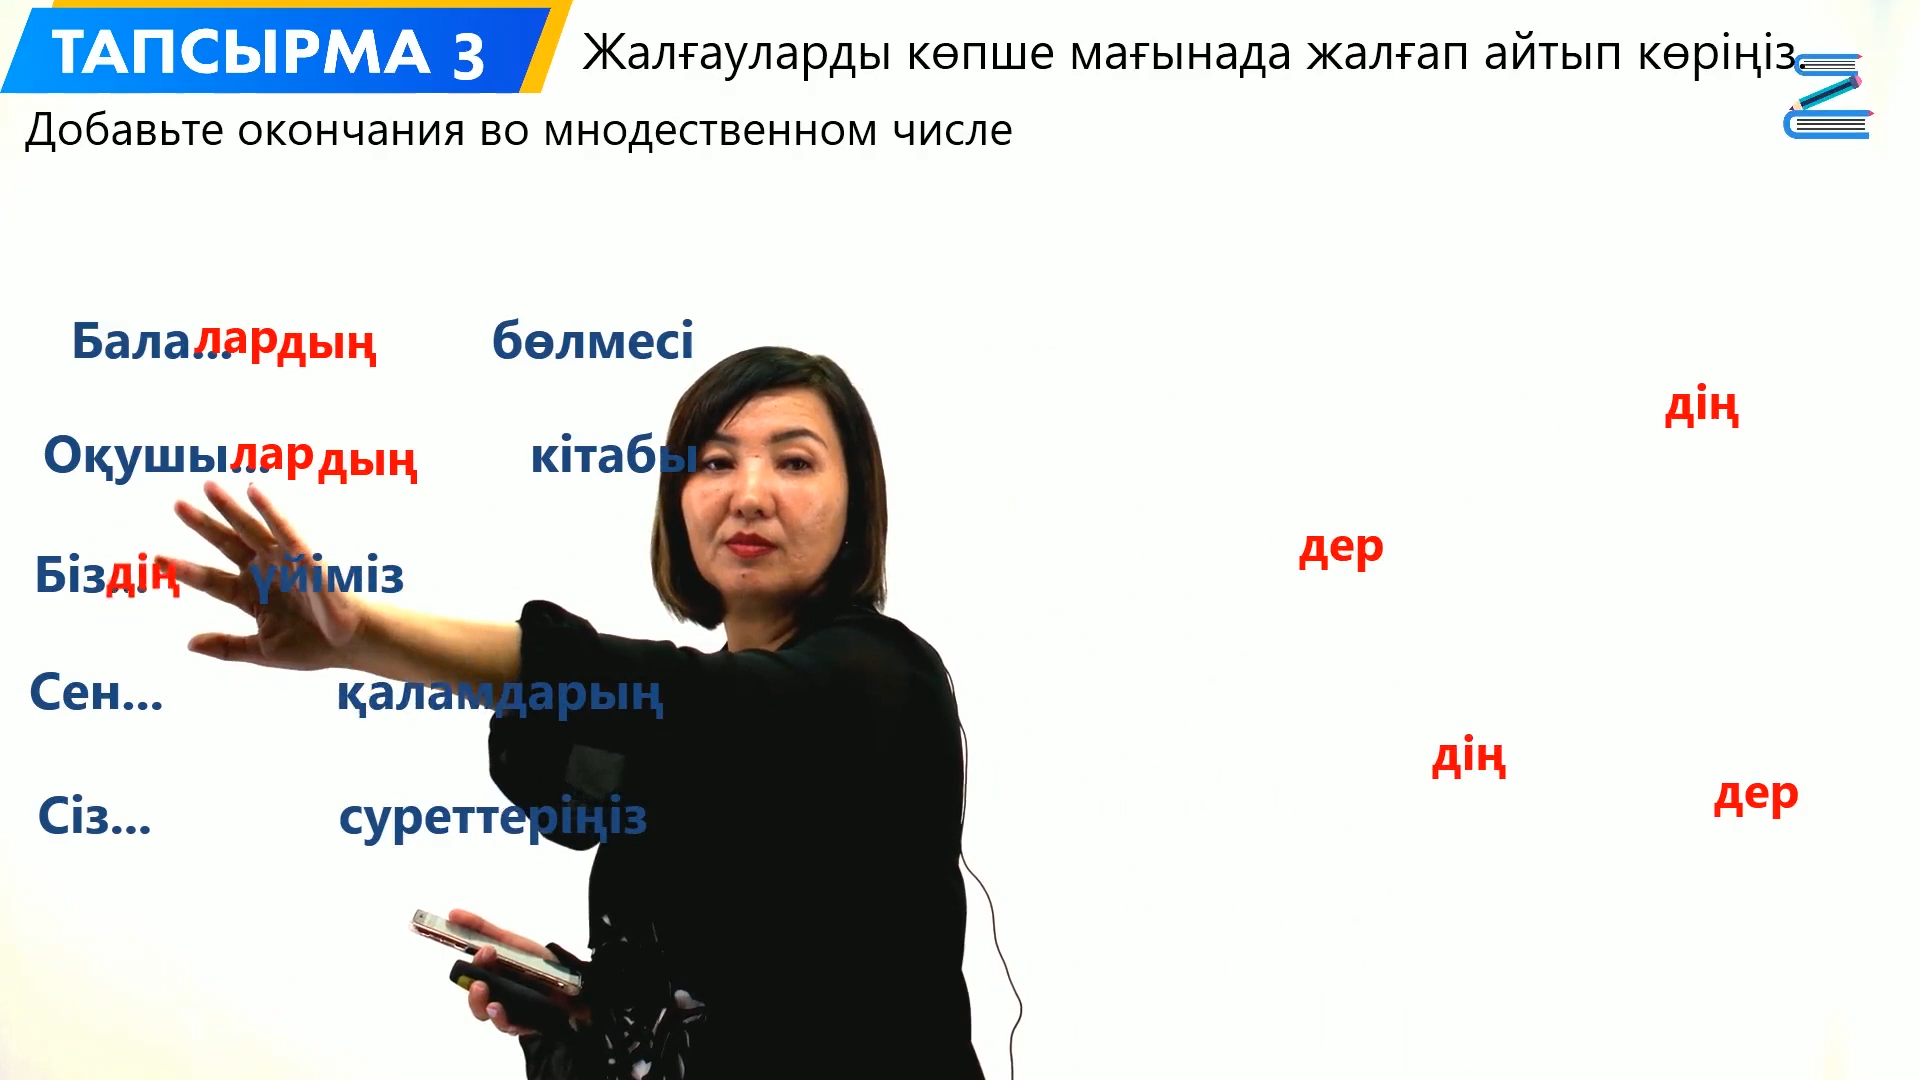 ТАПСЫРМА 3
Жалғауларды көпше мағынада жалғап айтып көріңіз.
Добавьте окончания во мнодественном числе
Бала...лардың бөлмесі
дің
Оқушы...лардың кітабы
дер
Біз...дің үйіміз
Сен... қаламдарың
дің
дер
Сіз... суреттеріңіз